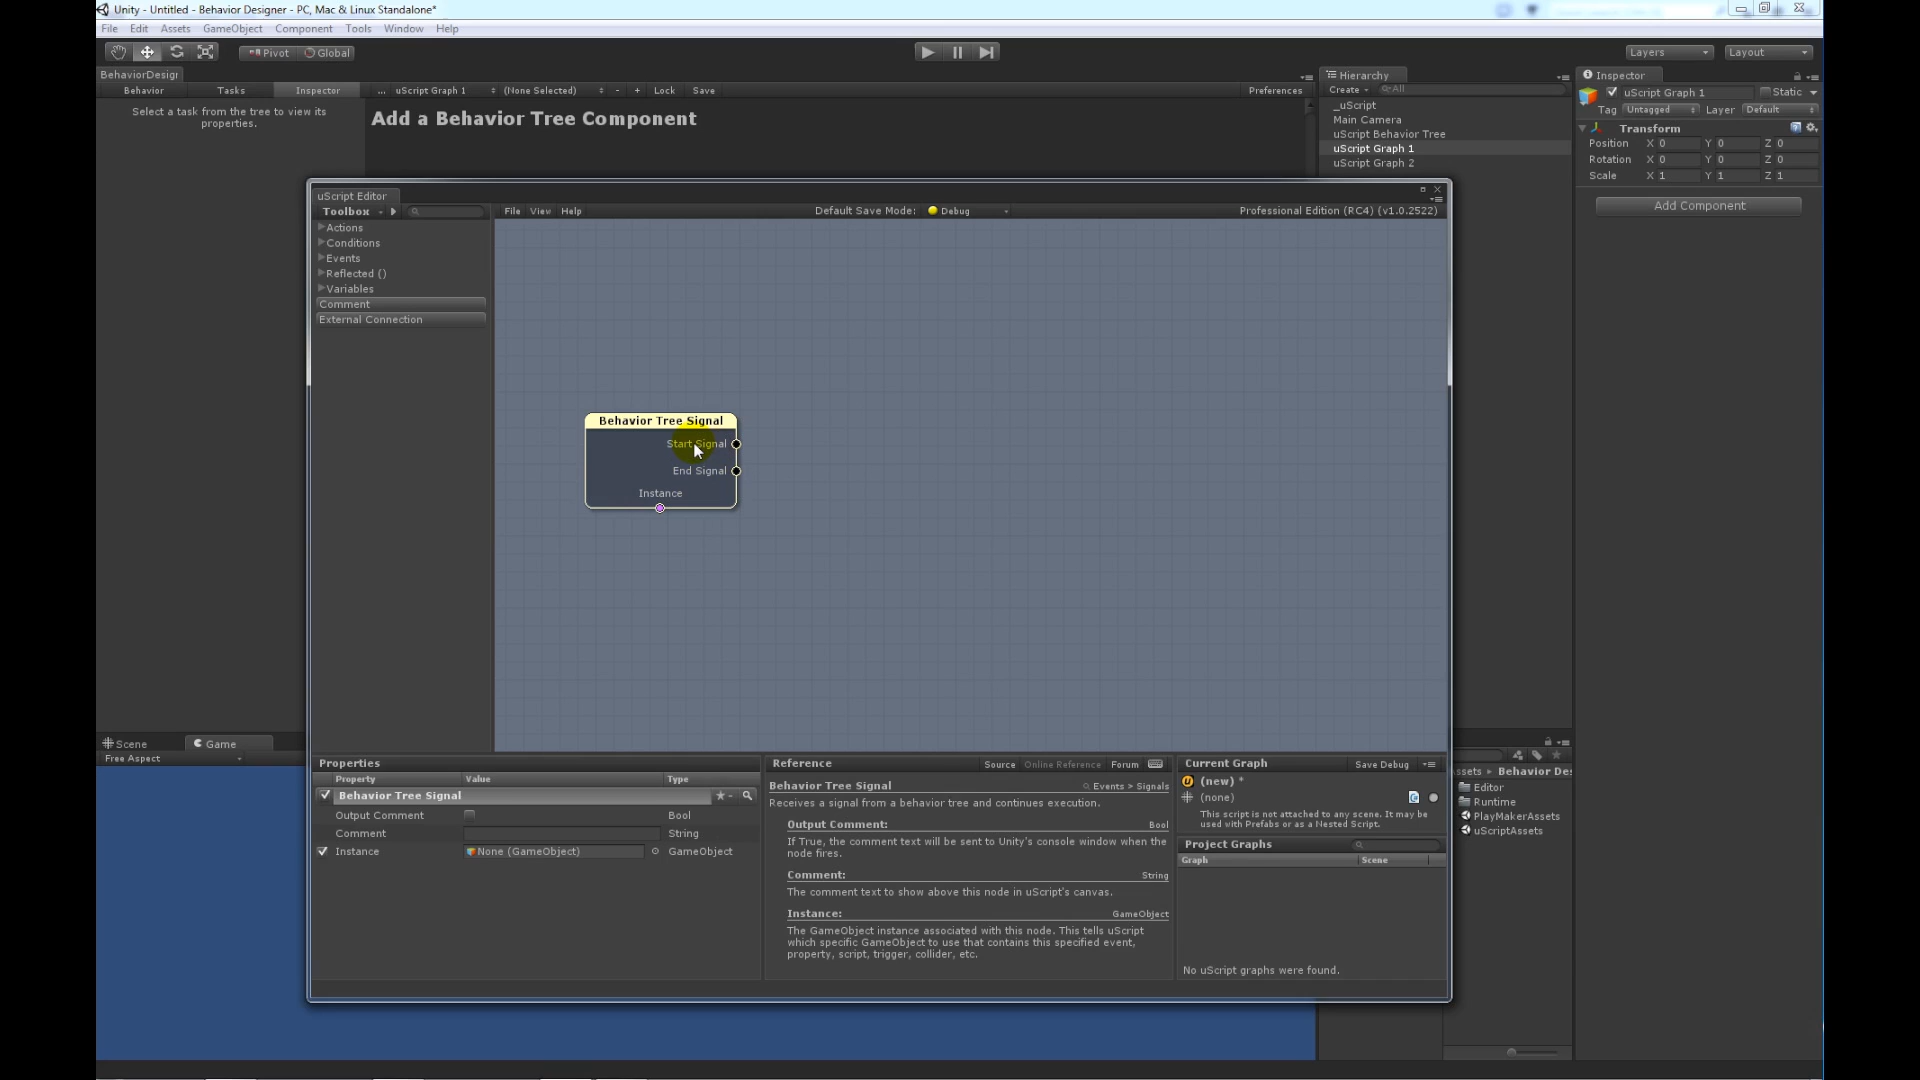 Unity - Untitled - Behavior Designer - PC, Mac & Linux Standalone*
File Edit Assets GameObject Component Tools Window Help
Pivot Global Layers Layout
BehaviorDesigr
Behavior Tasks Inspector ... uScript Graph 1 (None Selected) - + Lock Save Preferences
Select a task from the tree to view its
properties.
Add a Behavior Tree Component
Hierarchy
Create All
_uScript
Main Camera
uScript Behavior Tree
uScript Graph 1
uScript Graph 2
Inspector
uScript Graph 1 Static
Tag Untagged Layer Default
Transform
Position X 0 Y 0 Z 0
Rotation X 0 Y 0 Z 0
Scale X 1 Y 1 Z 1
Add Component
uScript Editor
Toolbox File View Help Default Save Mode: Debug Professional Edition (RC4) (v1.0.2522)
Actions
Conditions
Events
Reflected ()
Variables
Comment
External Connection
Behavior Tree Signal
Start Signal
End Signal
Instance
Scene Game
Free Aspect
Properties
Property Value Type
Behavior Tree Signal
Output Comment Bool
Comment String
Instance None (GameObject) GameObject
Reference Source Online Reference Forum
Behavior Tree Signal Events > Signals
Receives a signal from a behavior tree and continues execution.
Output Comment: Bool
If True, the comment text will be sent to Unity's console window when the
node fires.
Comment: String
The comment text to show above this node in uScript's canvas.
Instance: GameObject
The GameObject instance associated with this node. This tells uScript
which specific GameObject to use that contains this specified event,
property, script, trigger, collider, etc.
Current Graph Save Debug
(new) *
(none)
This script is not attached to any scene. It may be
used with Prefabs or as a Nested Script.
Project Graphs
Graph Scene
No uScript graphs were found.
ssets Behavior Des
Editor
Runtime
PlayMakerAssets
uScriptAssets